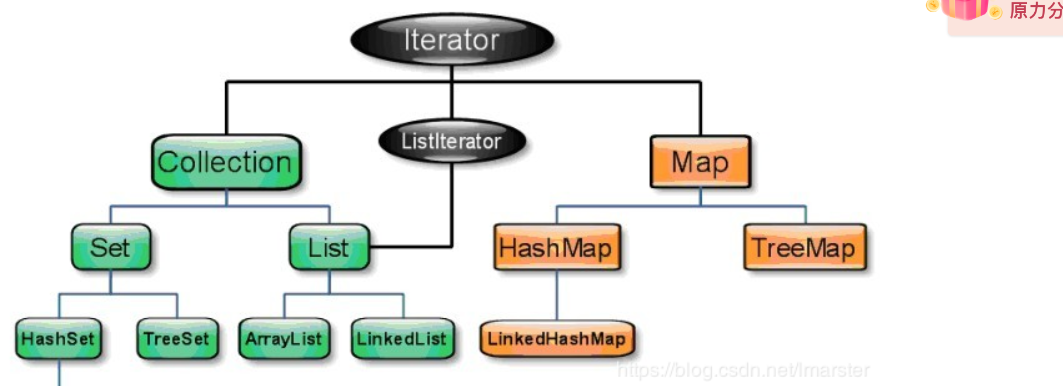 原力分
Iterator
ListIterator
Collection
Map
Set
List
HashMap
TreeMap
HashSet
TreeSet
ArrayList
LinkedList
LinkedHashMap
https://blog.csdn.net/lmarster